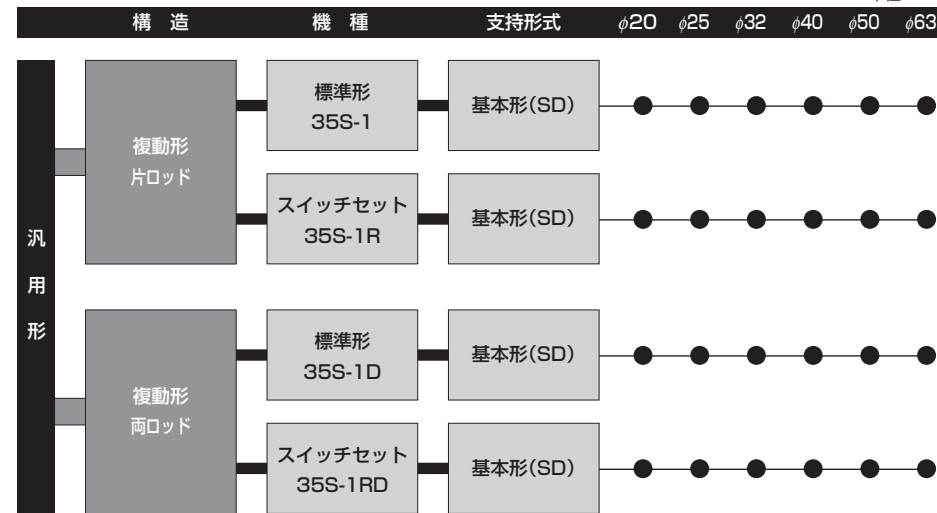 構 造 機 種 支持形式 φ20 φ25 φ32 φ40 φ50 φ63
汎用形
複動形
片ロッド
標準形
35S-1
基本形(SD)
スイッチセット
35S-1R
基本形(SD)
複動形
両ロッド
標準形
35S-1D
基本形(SD)
スイッチセット
35S-1RD
基本形(SD)